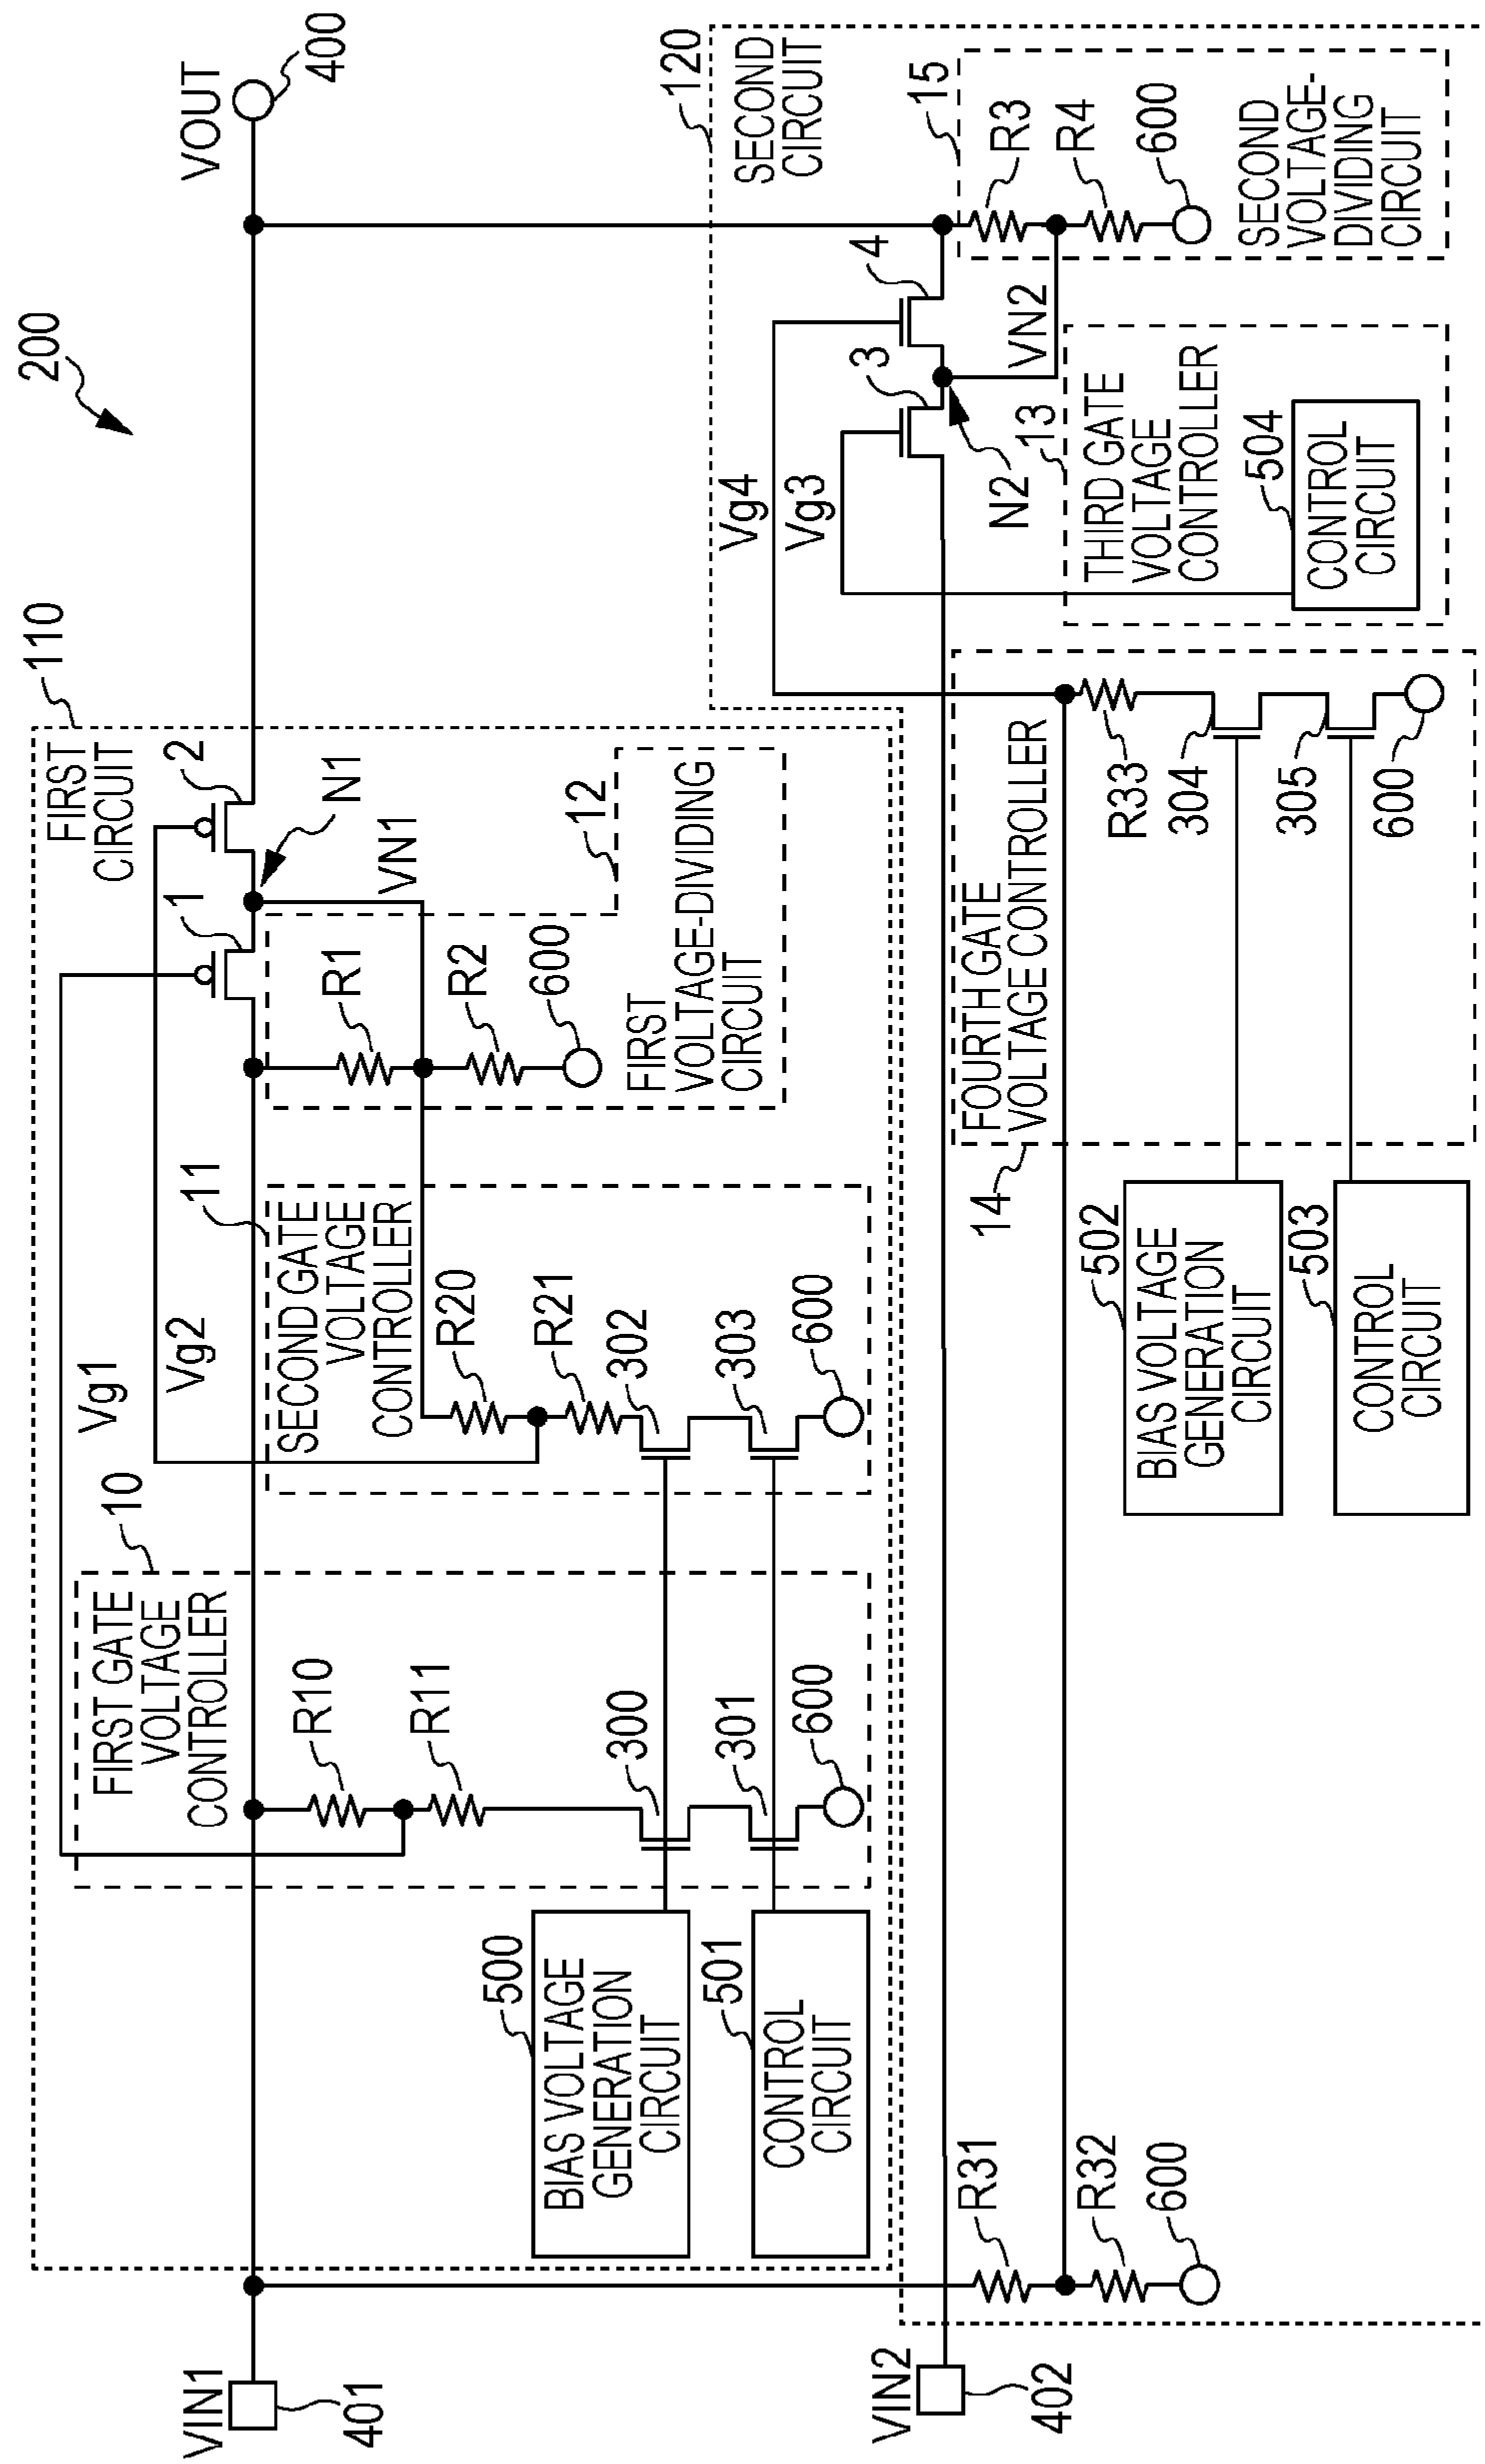 200
110
FIRST
CIRCUIT
10
FIRST GATE
VOLTAGE
CONTROLLER
Vg1
Vg2
11
SECOND GATE
VOLTAGE
CONTROLLER
1
2
N1
VN1
12
R1
R2
600
FIRST
VOLTAGE-DIVIDING
CIRCUIT
VIN1
401
VOUT
400
R10
R11
300
301
600
R20
R21
302
303
600
500
BIAS VOLTAGE
GENERATION
CIRCUIT
501
CONTROL
CIRCUIT
120
SECOND
CIRCUIT
Vg4
Vg3
3
4
N2
VN2
15
R3
R4
600
SECOND
VOLTAGE-
DIVIDING
CIRCUIT
13
THIRD GATE
VOLTAGE
CONTROLLER
504
CONTROL
CIRCUIT
VIN2
402
R31
R32
600
14
FOURTH GATE
VOLTAGE CONTROLLER
R33
304
305
600
502
BIAS VOLTAGE
GENERATION
CIRCUIT
503
CONTROL
CIRCUIT